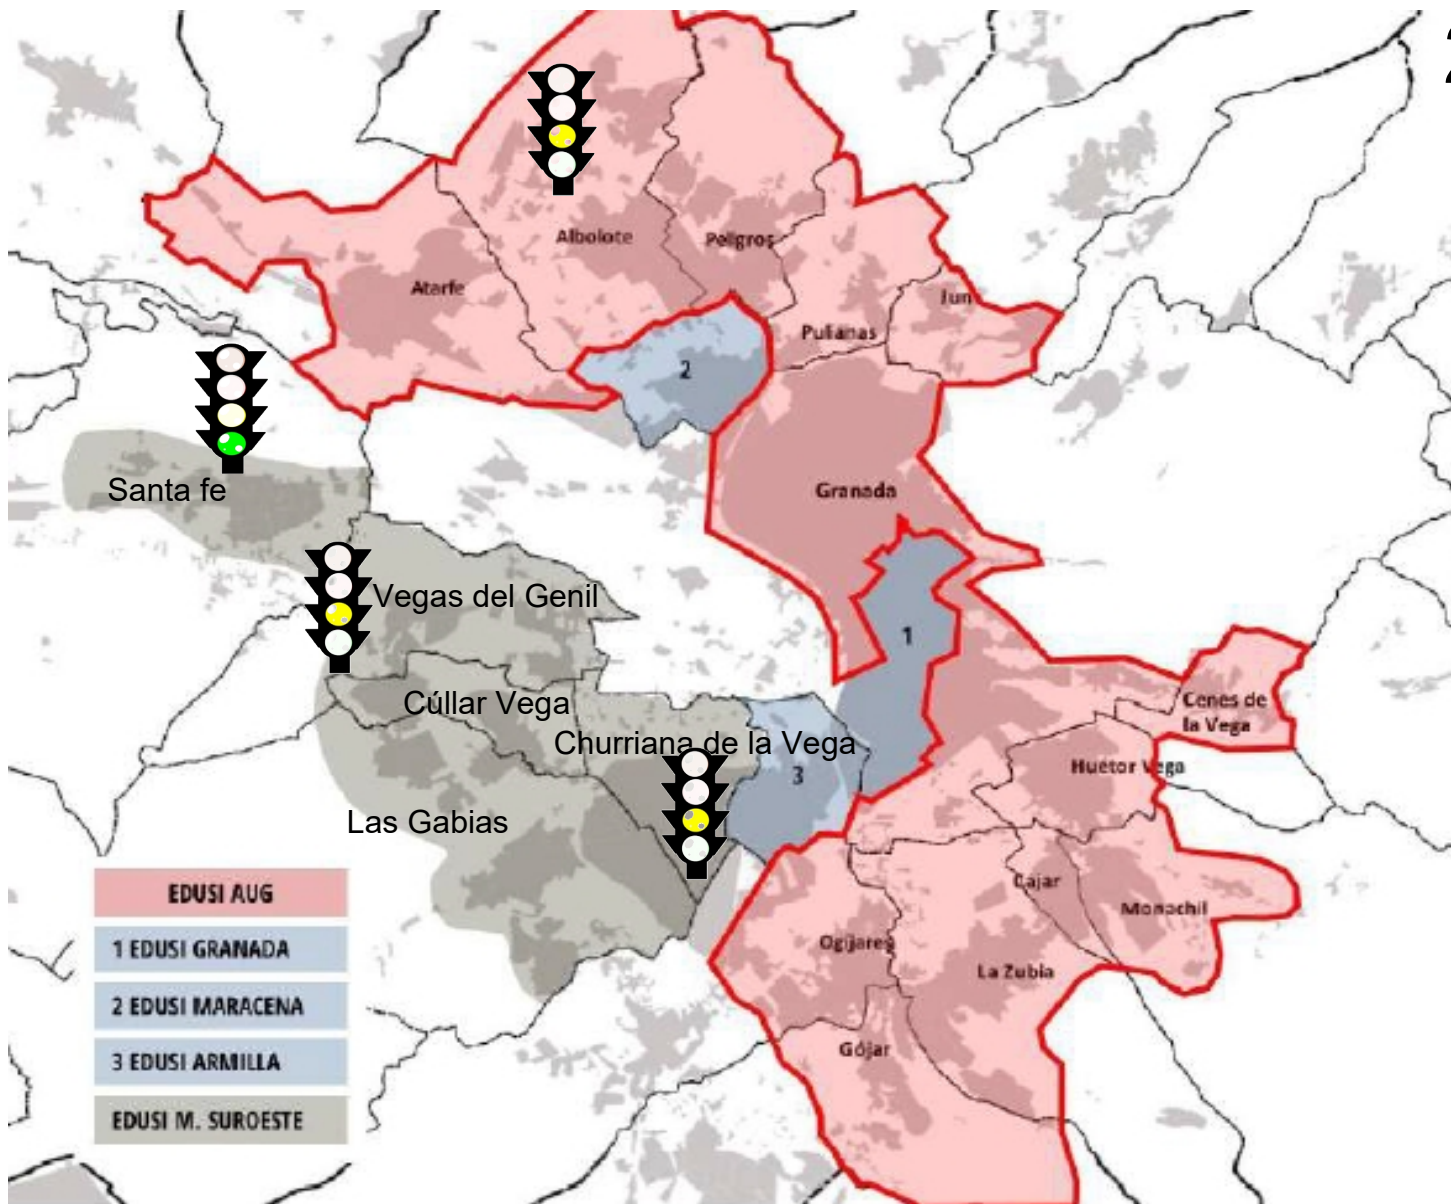 Albolote
Peligros
Atarfe
Jun
Pulianas
2
Santa fe
Granada
Vegas del Genil
1
Cúllar Vega
Cenes de
la Vega
Churriana de la Vega
Huetor Vega
3
Las Gabias
Cajar
Monachil
Ogijares
La Zubia
Gójar
EDUSI AUG
1 EDUSI GRANADA
2 EDUSI MARACENA
3 EDUSI ARMILLA
EDUSI M. SUROESTE